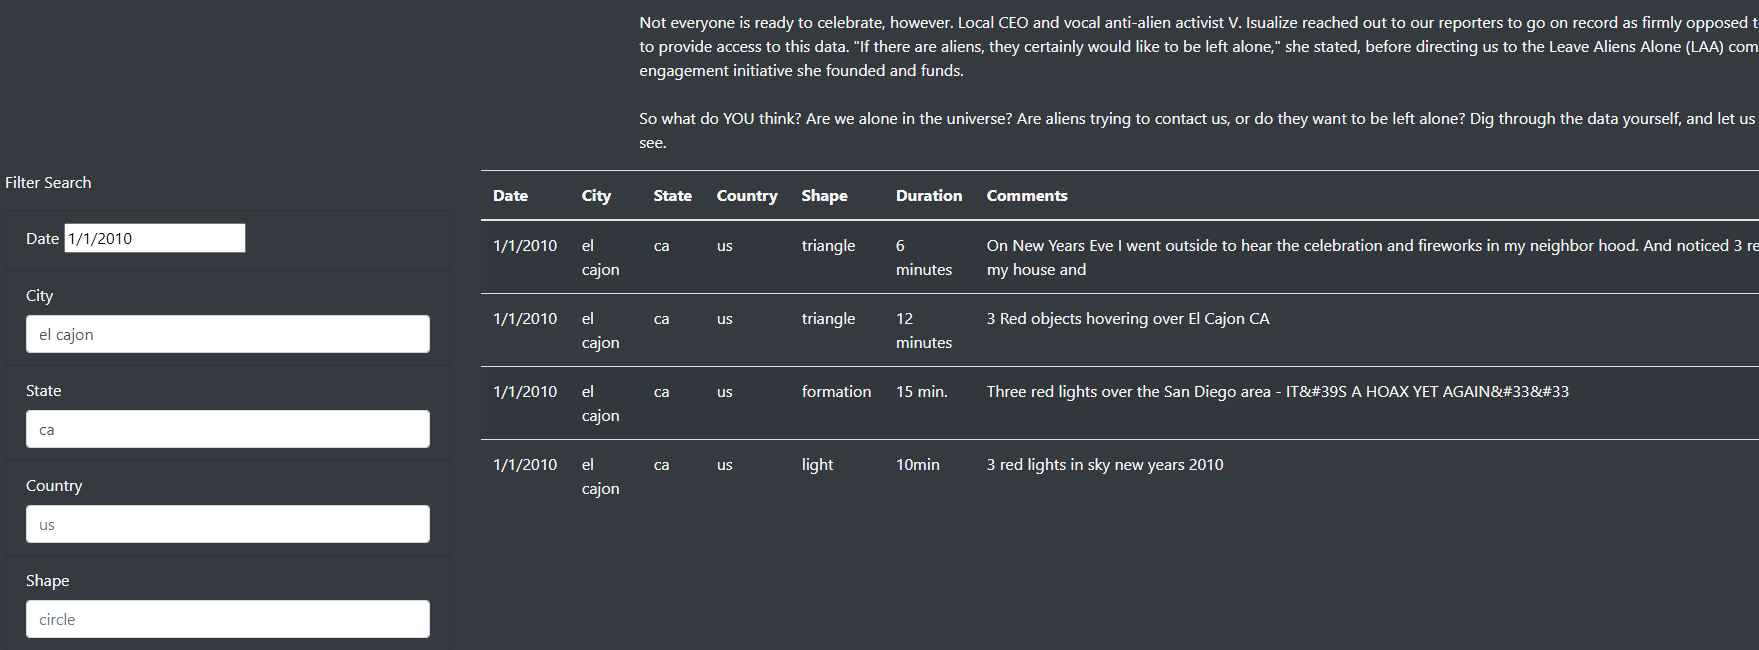 Not everyone is ready to celebrate, however. Local CEO and vocal anti-alien activist V. Isualize reached out to our reporters to go on record as firmly opposed
to provide access to this data. "If there are aliens, they certainly would like to be left alone," she stated, before directing us to the Leave Aliens Alone (LAA)
engagement initiative she founded and funds.
So what do YOU think? Are we alone in the universe? Are aliens trying to contact us, or do they want to be left alone? Dig through the data yourself, and let us
see.
Filter Search
Date 1/1/2010
City
el cajon
State
ca
Country
us
Shape
circle
Date City State Country Shape Duration Comments
1/1/2010 el ca us triangle 6 On New Years Eve I went outside to hear the celebration and fireworks in my neighbor hood. And noticed 3
cajon minutes my house and
1/1/2010 el ca us triangle 12 3 Red objects hovering over El Cajon CA
cajon minutes
1/1/2010 el ca us formation 15 min. Three red lights over the San Diego area - IT&#39S A HOAX YET AGAIN&#33&#33
cajon
1/1/2010 el ca us light 10min 3 red lights in sky new years 2010
cajon